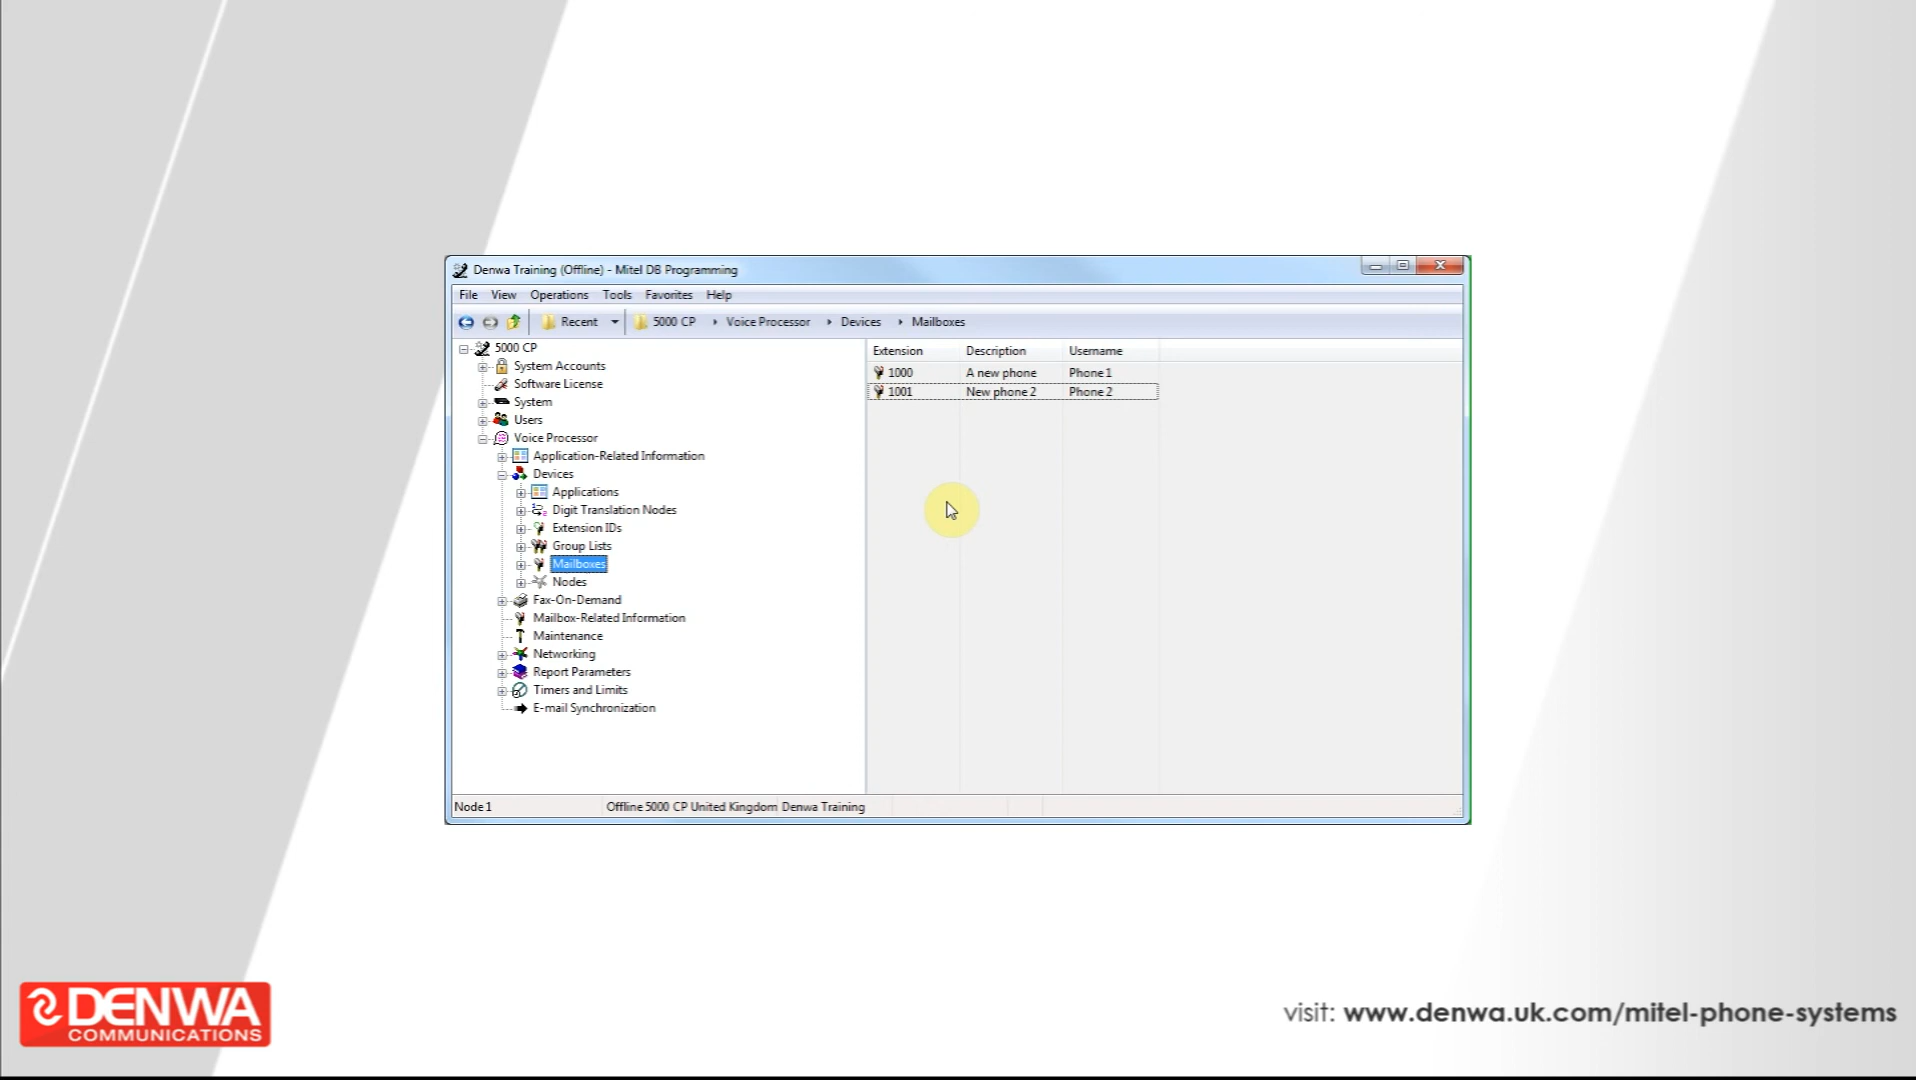 Denwa Training (Offline) - Mitel DB Programming
File View Operations Tools Favorites Help
Recent 5000 CP Voice Processor Devices Mailboxes
5000 CP
System Accounts
Software License
System
Users
Voice Processor
Application-Related Information
Devices
Applications
Digit Translation Nodes
Extension IDs
Group Lists
Mailboxes
Nodes
Fax-On-Demand
Mailbox-Related Information
Maintenance
Networking
Report Parameters
Timers and Limits
E-mail Synchronization
Extension Description Username
1000 A new phone Phone 1
1001 New phone 2 Phone 2
Node 1 Offline 5000 CP United Kingdom Denwa Training
DENWA
COMMUNICATIONS
visit: www.denwa.uk.com/mitel-phone-systems